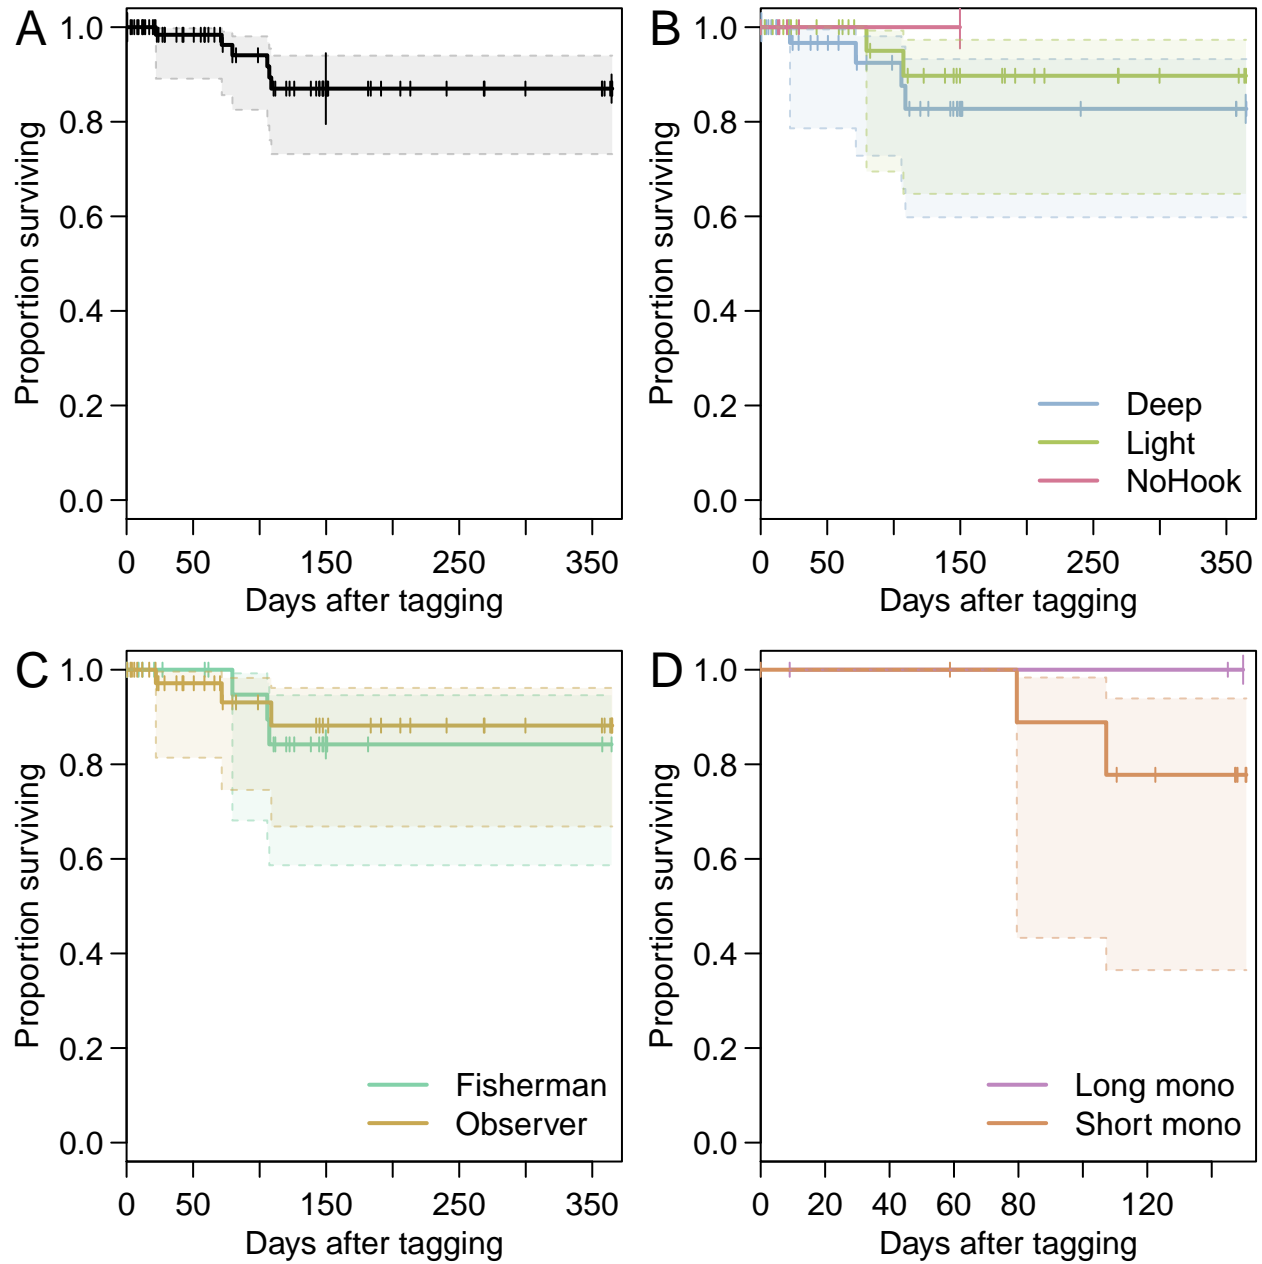 A
Proportion surviving
1.0
0.8
0.6
0.4
0.2
0.0
0 50 150 250 350
Days after tagging
B
Proportion surviving
1.0
0.8
0.6
0.4
0.2
0.0
Deep
Light
NoHook
0 50 150 250 350
Days after tagging
C
Proportion surviving
1.0
0.8
0.6
0.4
0.2
0.0
Fisherman
Observer
0 50 150 250 350
Days after tagging
D
Proportion surviving
1.0
0.8
0.6
0.4
0.2
0.0
Long mono
Short mono
0 20 40 60 80 120
Days after tagging